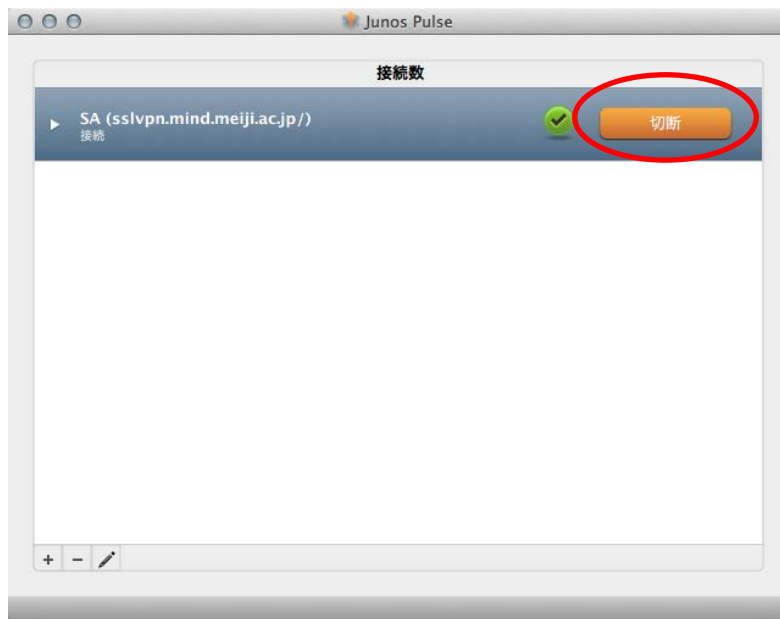 Junos Pulse
接続数
SA (sslvpn.mind.meiji.ac.jp/)
接続
切断